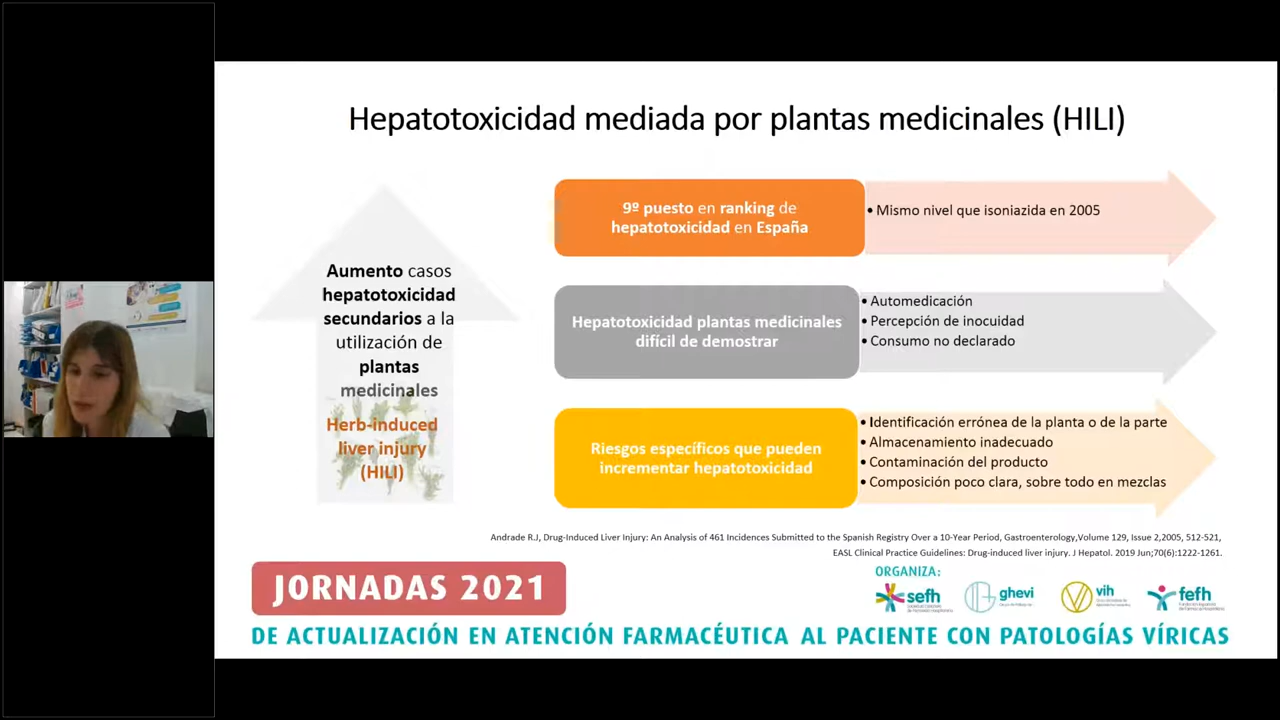 Hepatotoxicidad mediada por plantas medicinales (HILI)
Aumento casos
hepatotoxicidad
secundarios a la
utilización de
plantas
medicinales
Herb-induced
liver injury
(HILI)
9º puesto en ranking de
hepatotoxicidad en España
• Mismo nivel que isoniazida en 2005
Hepatotoxicidad plantas medicinales
difícil de demostrar
• Automedicación
• Percepción de inocuidad
• Consumo no declarado
Riesgos específicos que pueden
incrementar hepatotoxicidad
• Identificación errónea de la planta o de la parte
• Almacenamiento inadecuado
• Contaminación del producto
• Composición poco clara, sobre todo en mezclas
Andrade R.J, Drug-Induced Liver Injury: An Analysis of 461 Incidences Submitted to the Spanish Registry Over a 10-Year Period, Gastroenterology,Volume 129, Issue 2,2005, 512-521,
EASL Clinical Practice Guidelines: Drug-induced liver injury. J Hepatol. 2019 Jun;70(6):1222-1261.
JORNADAS 2021
ORGANIZA:
sefh
ghevi
vih
fefh
DE ACTUALIZACIÓN EN ATENCIÓN FARMACÉUTICA AL PACIENTE CON PATOLOGÍAS VÍRICAS